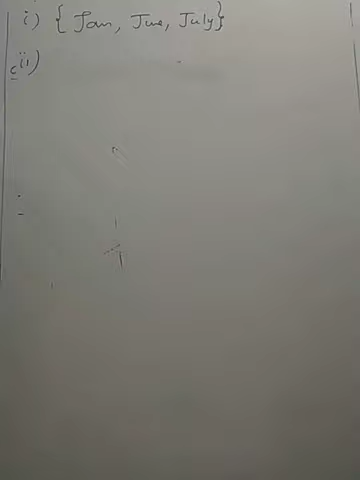 i) { Jan, June, July}
c ii)